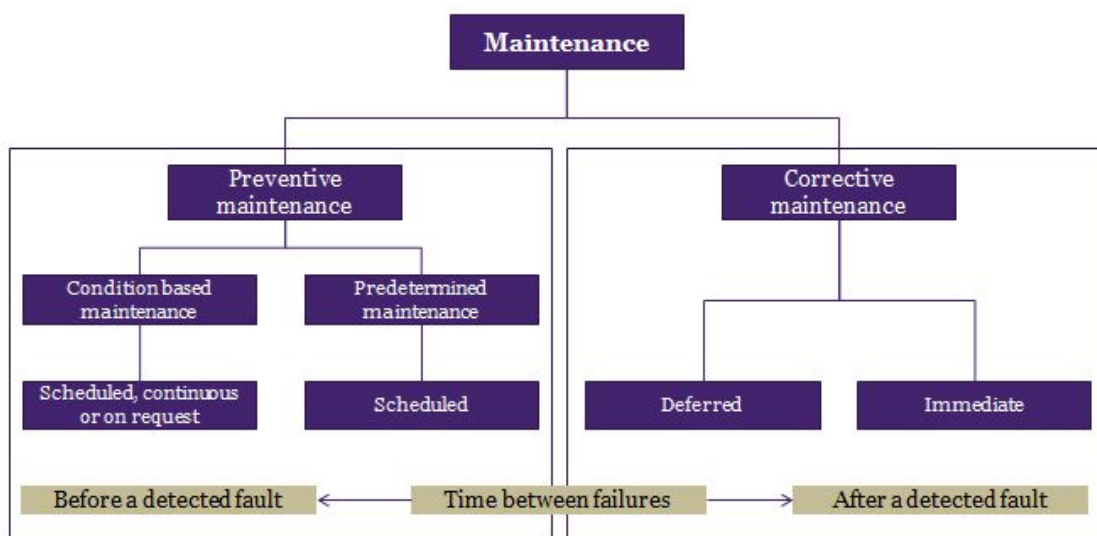 Maintenance
Preventive
maintenance
Corrective
maintenance
Condition based
maintenance
Predetermined
maintenance
Scheduled, continuous
or on request
Scheduled
Deferred
Immediate
Before a detected fault
Time between failures
After a detected fault